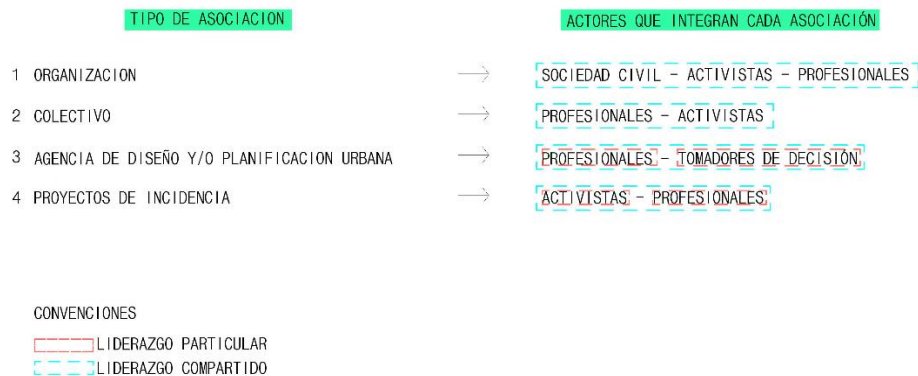 TIPO DE ASOCIACION
ACTORES QUE INTEGRAN CADA ASOCIACIÓN
1 ORGANIZACION → SOCIEDAD CIVIL - ACTIVISTAS - PROFESIONALES
2 COLECTIVO → PROFESIONALES - ACTIVISTAS
3 AGENCIA DE DISEÑO Y/O PLANIFICACION URBANA → PROFESIONALES - TOMADORES DE DECISIÓN
4 PROYECTOS DE INCIDENCIA → ACTIVISTAS - PROFESIONALES
CONVENCIONES
LIDERAZGO PARTICULAR
LIDERAZGO COMPARTIDO